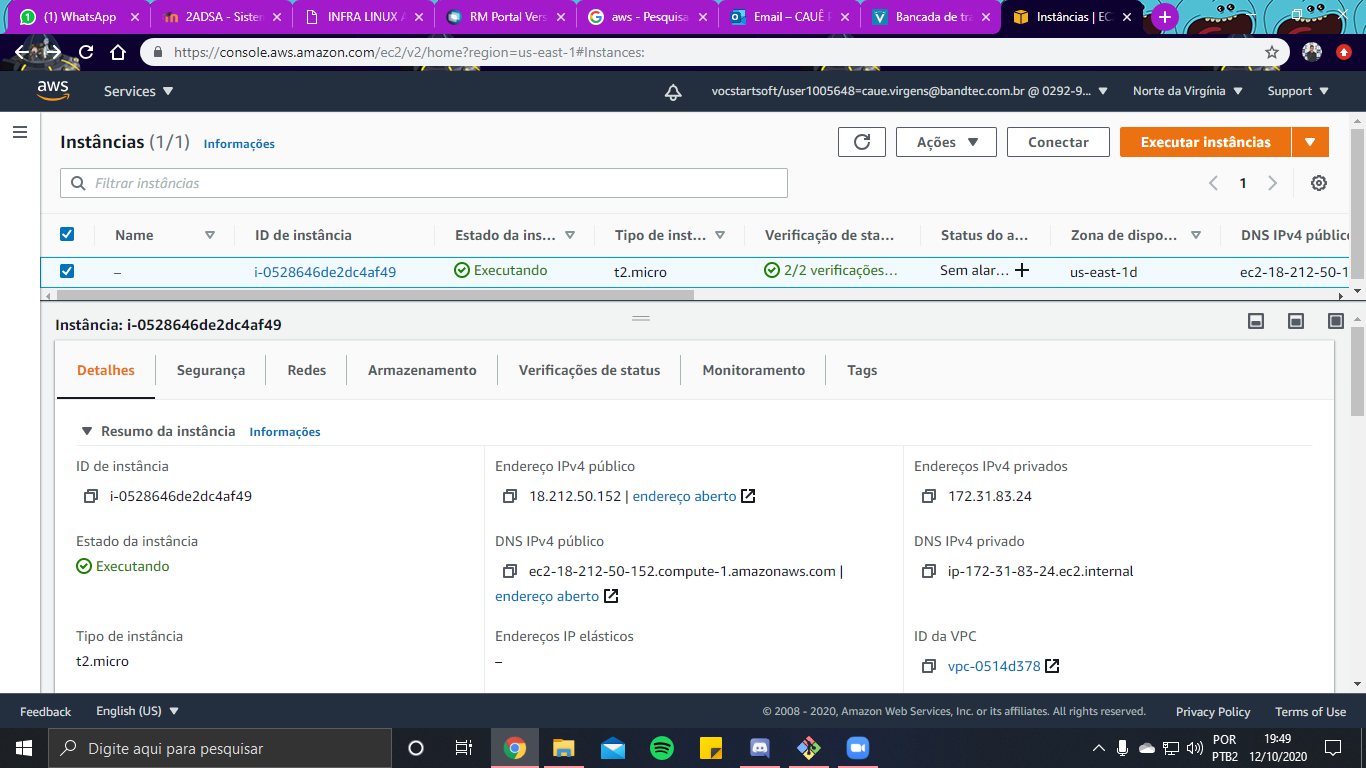 (1) WhatsApp
2ADSA - Sister
INFRA LINUX A
RM Portal Vers
aws - Pesquisa
Email – CAUÊ F
Bancada de tra
Instâncias | EC
https://console.aws.amazon.com/ec2/v2/home?region=us-east-1#Instances:
aws
Services
vocstartsoft/user1005648=caue.virgens@bandtec.com.br @ 0292-9...
Norte da Virgínia
Support
Instâncias (1/1)
Informações
Ações
Conectar
Executar instâncias
Filtrar instâncias
1
Name
ID de instância
Estado da ins...
Tipo de inst...
Verificação de sta...
Status do a...
Zona de dispo...
DNS IPv4 público
–
i-0528646de2dc4af49
Executando
t2.micro
2/2 verificações...
Sem alar...
us-east-1d
ec2-18-212-50-1
Instância: i-0528646de2dc4af49
Detalhes
Segurança
Redes
Armazenamento
Verificações de status
Monitoramento
Tags
Resumo da instância
Informações
ID de instância
Endereço IPv4 público
Endereços IPv4 privados
i-0528646de2dc4af49
18.212.50.152 | endereço aberto
172.31.83.24
Estado da instância
DNS IPv4 público
DNS IPv4 privado
Executando
ec2-18-212-50-152.compute-1.amazonaws.com |
endereço aberto
ip-172-31-83-24.ec2.internal
Tipo de instância
Endereços IP elásticos
ID da VPC
t2.micro
–
vpc-0514d378
Feedback
English (US)
© 2008 - 2020, Amazon Web Services, Inc. or its affiliates. All rights reserved.
Privacy Policy
Terms of Use
Digite aqui para pesquisar
POR
PTB2
19:49
12/10/2020